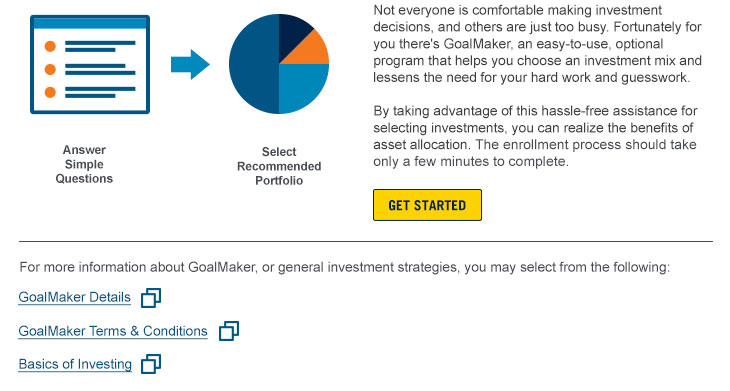 Answer
Simple
Questions
Select
Recommended
Portfolio
Not everyone is comfortable making investment
decisions, and others are just too busy. Fortunately for
you there's GoalMaker, an easy-to-use, optional
program that helps you choose an investment mix and
lessens the need for your hard work and guesswork.
By taking advantage of this hassle-free assistance for
selecting investments, you can realize the benefits of
asset allocation. The enrollment process should take
only a few minutes to complete.
GET STARTED
For more information about GoalMaker, or general investment strategies, you may select from the following:
GoalMaker Details
GoalMaker Terms & Conditions
Basics of Investing